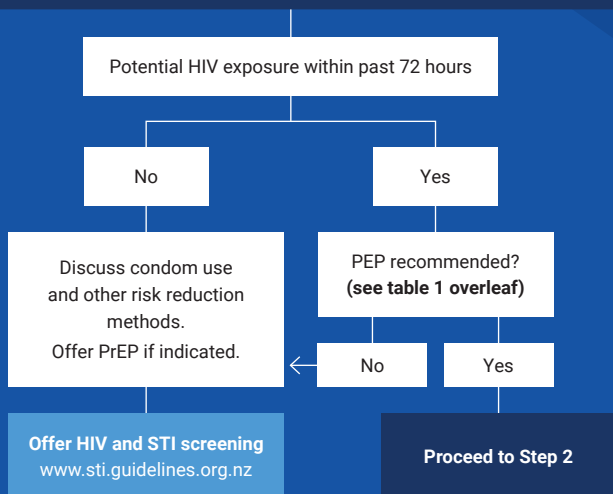 Potential HIV exposure within past 72 hours
No
Yes
Discuss condom use
and other risk reduction
methods.
Offer PrEP if indicated.
PEP recommended?
(see table 1 overleaf)
No
Yes
Offer HIV and STI screening
www.sti.guidelines.org.nz
Proceed to Step 2